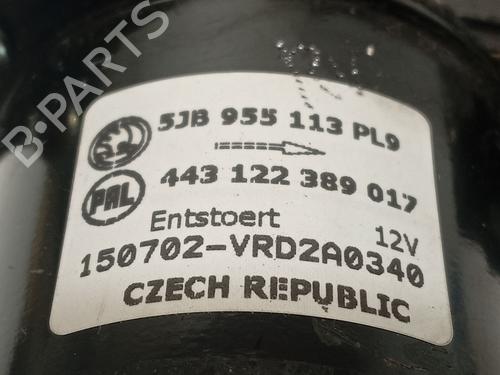 B-PARTS
5JB 955 113 PL9
PAL
443 122 389 017
Entstoert 12V
150702-VRD2A0340
CZECH REPUBLIC